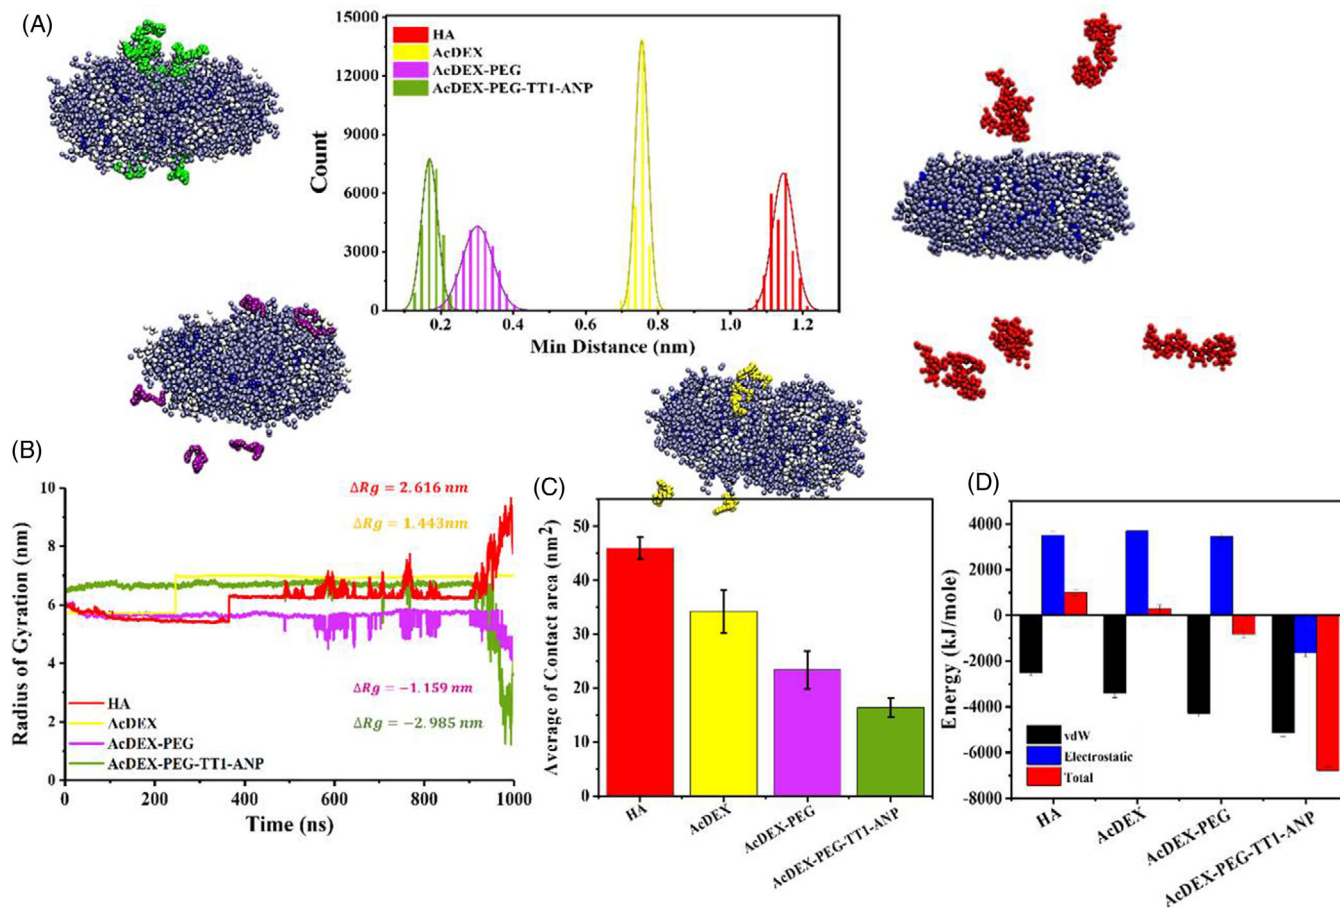 (A)
15000
12000
9000
6000
3000
0
Count
HA
AcDEX
AcDEX-PEG
AcDEX-PEG-TT1-ANP
0.2
0.4
0.6
0.8
1.0
1.2
Min Distance (nm)
(B)
10
8
6
4
2
0
Radius of Gyration (nm)
ΔRg = 2.616 nm
ΔRg = 1.443nm
ΔRg = −1.159 nm
ΔRg = −2.985 nm
HA
AcDEX
AcDEX-PEG
AcDEX-PEG-TT1-ANP
0
200
400
600
800
1000
Time (ns)
(C)
50
40
30
20
10
0
Average of Contact area (nm²)
HA
AcDEX
AcDEX-PEG
AcDEX-PEG-TT1-ANP
(D)
4000
2000
0
-2000
-4000
-6000
-8000
Energy (kJ/mole)
vdW
Electrostatic
Total
HA
AcDEX
AcDEX-PEG
AcDEX-PEG-TT1-ANP